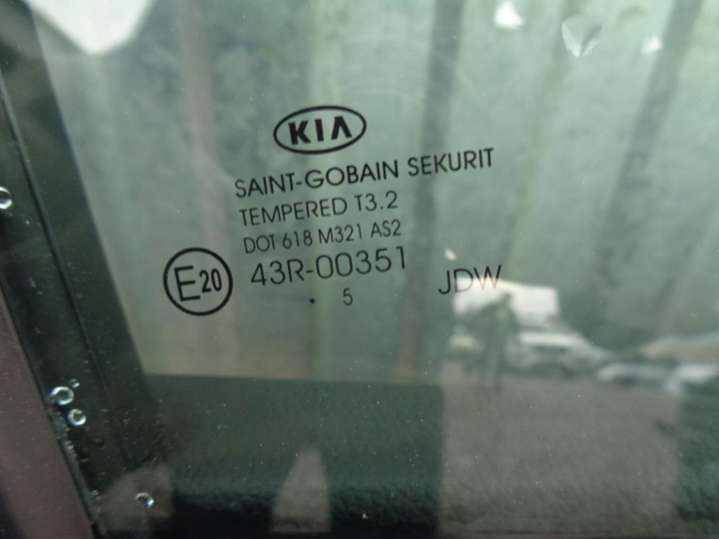 KIA
SAINT-GOBAIN SEKURIT
TEMPERED T3.2
DOT 618 M321 AS2
E20 43R-00351
. 5 JDW